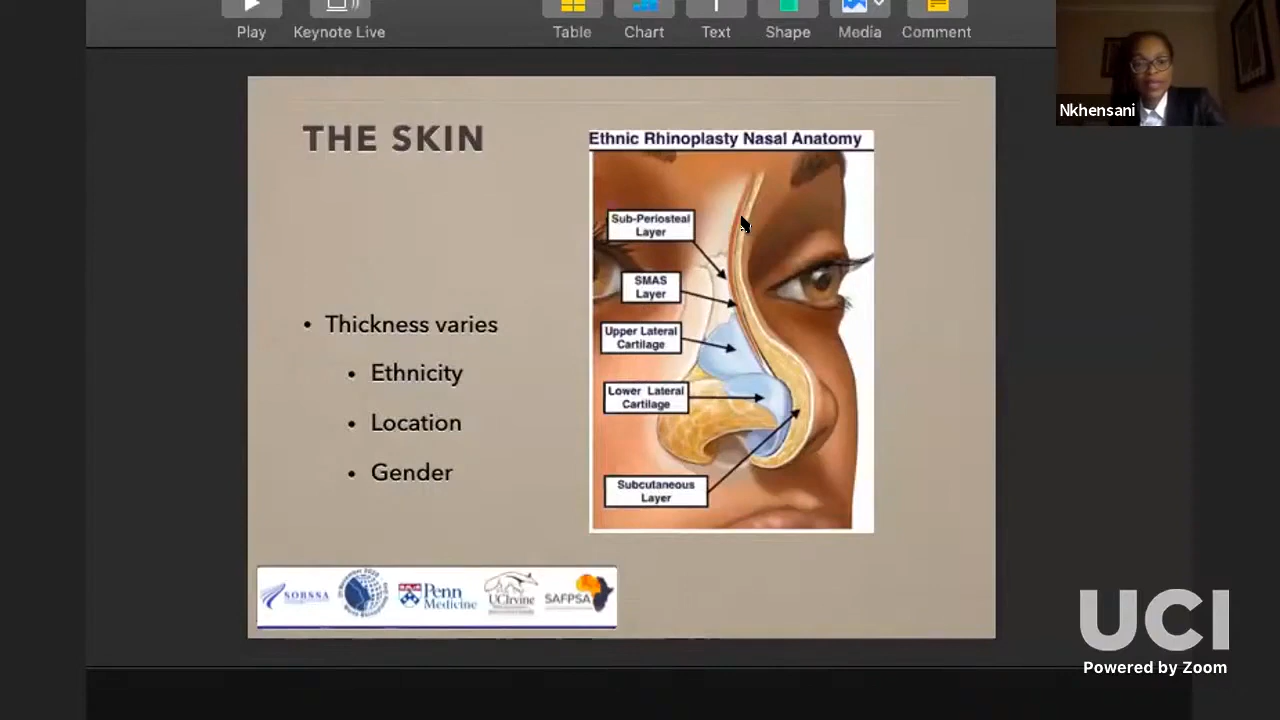 Play
Keynote Live
Table
Chart
Text
Shape
Media
Comment
Nkhensani
THE SKIN
Ethnic Rhinoplasty Nasal Anatomy
Sub-Periosteal
Layer
SMAS
Layer
Upper Lateral
Cartilage
Lower Lateral
Cartilage
Subcutaneous
Layer
• Thickness varies
• Ethnicity
• Location
• Gender
SORSSA
Penn
Medicine
UCIrvine
SAFPSA
UCI
Powered by Zoom